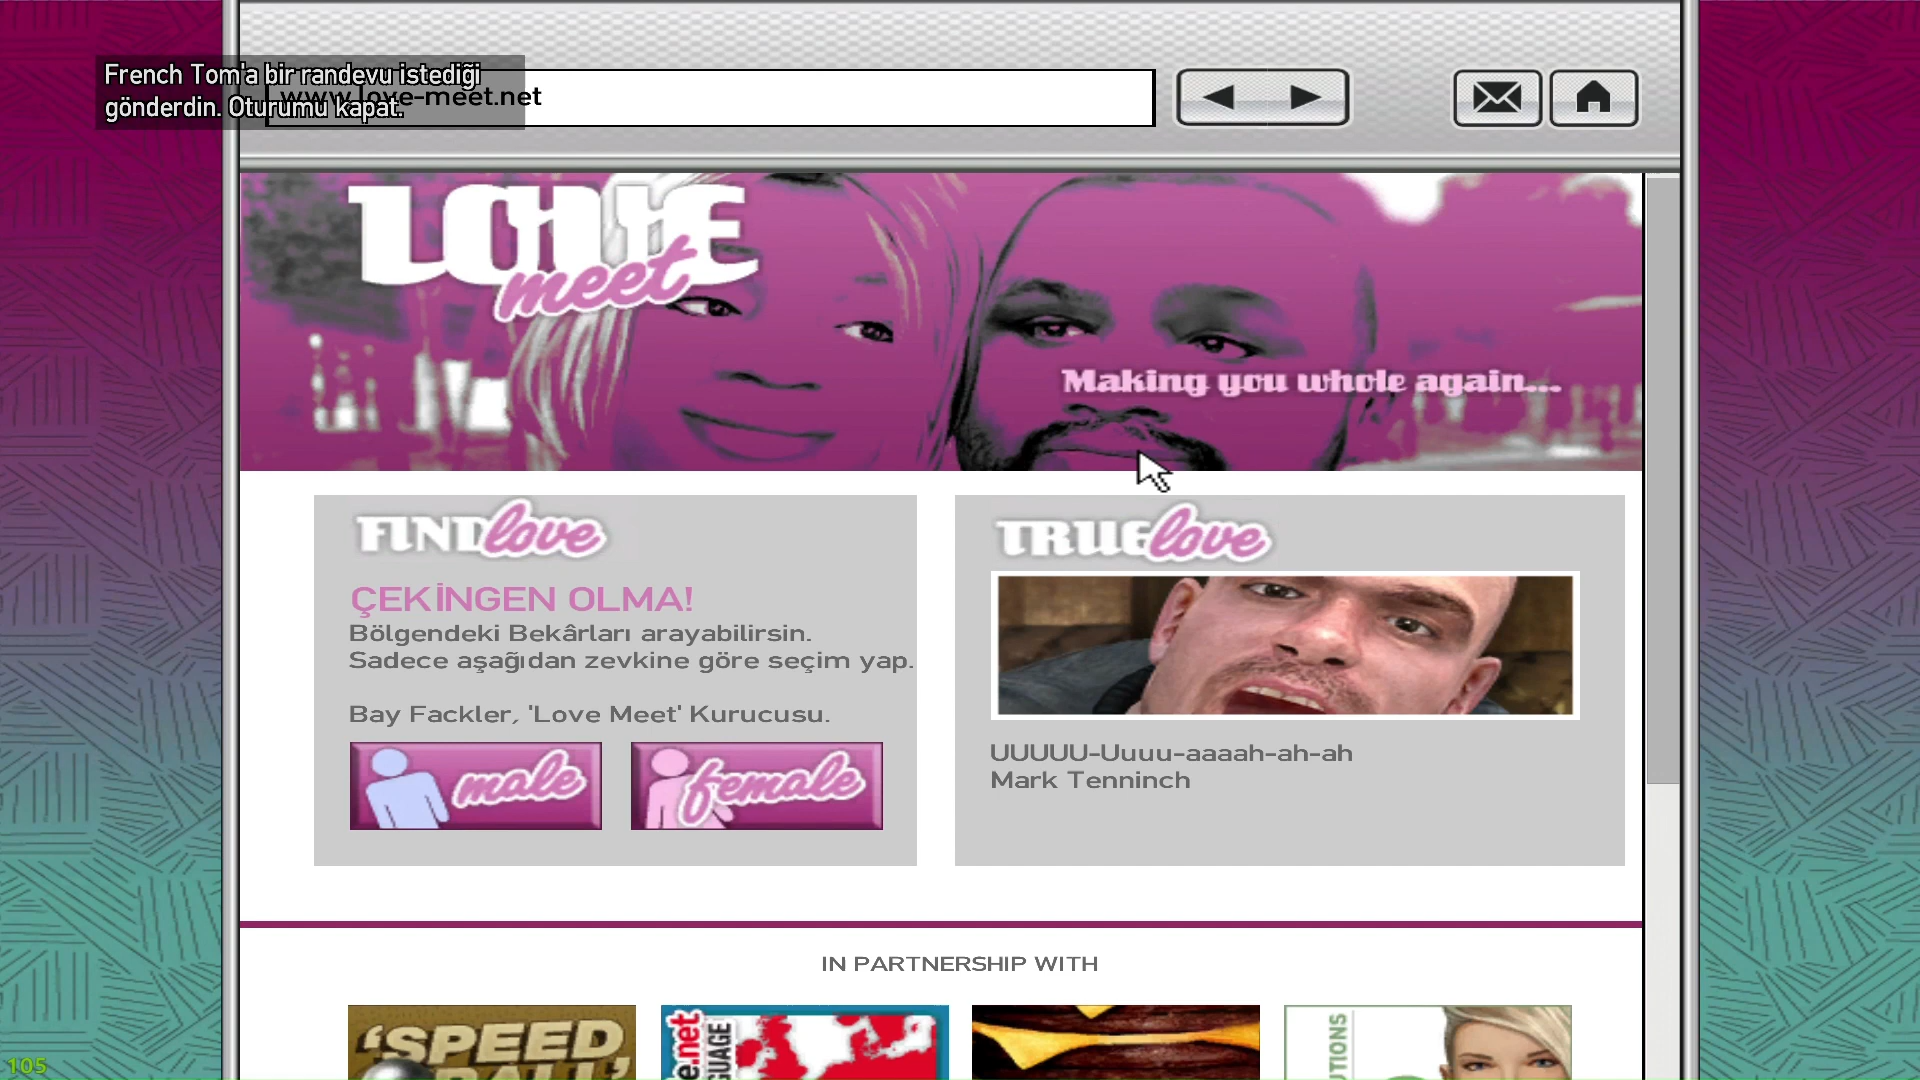 French Tom'a bir randevu istediği
gönderdin. Oturumu kapat.
www.love-meet.net
LOVE
meet
Making you whole again...
FIND love
ÇEKİNGEN OLMA!
Bölgendeki Bekârları arayabilirsin.
Sadece aşağıdan zevkine göre seçim yap.
Bay Fackler, 'Love Meet' Kurucusu.
male
female
TRUE love
UUUUU-Uuuu-aaaah-ah-ah
Mark Tenninch
IN PARTNERSHIP WITH
'SPEED
BALL'
105